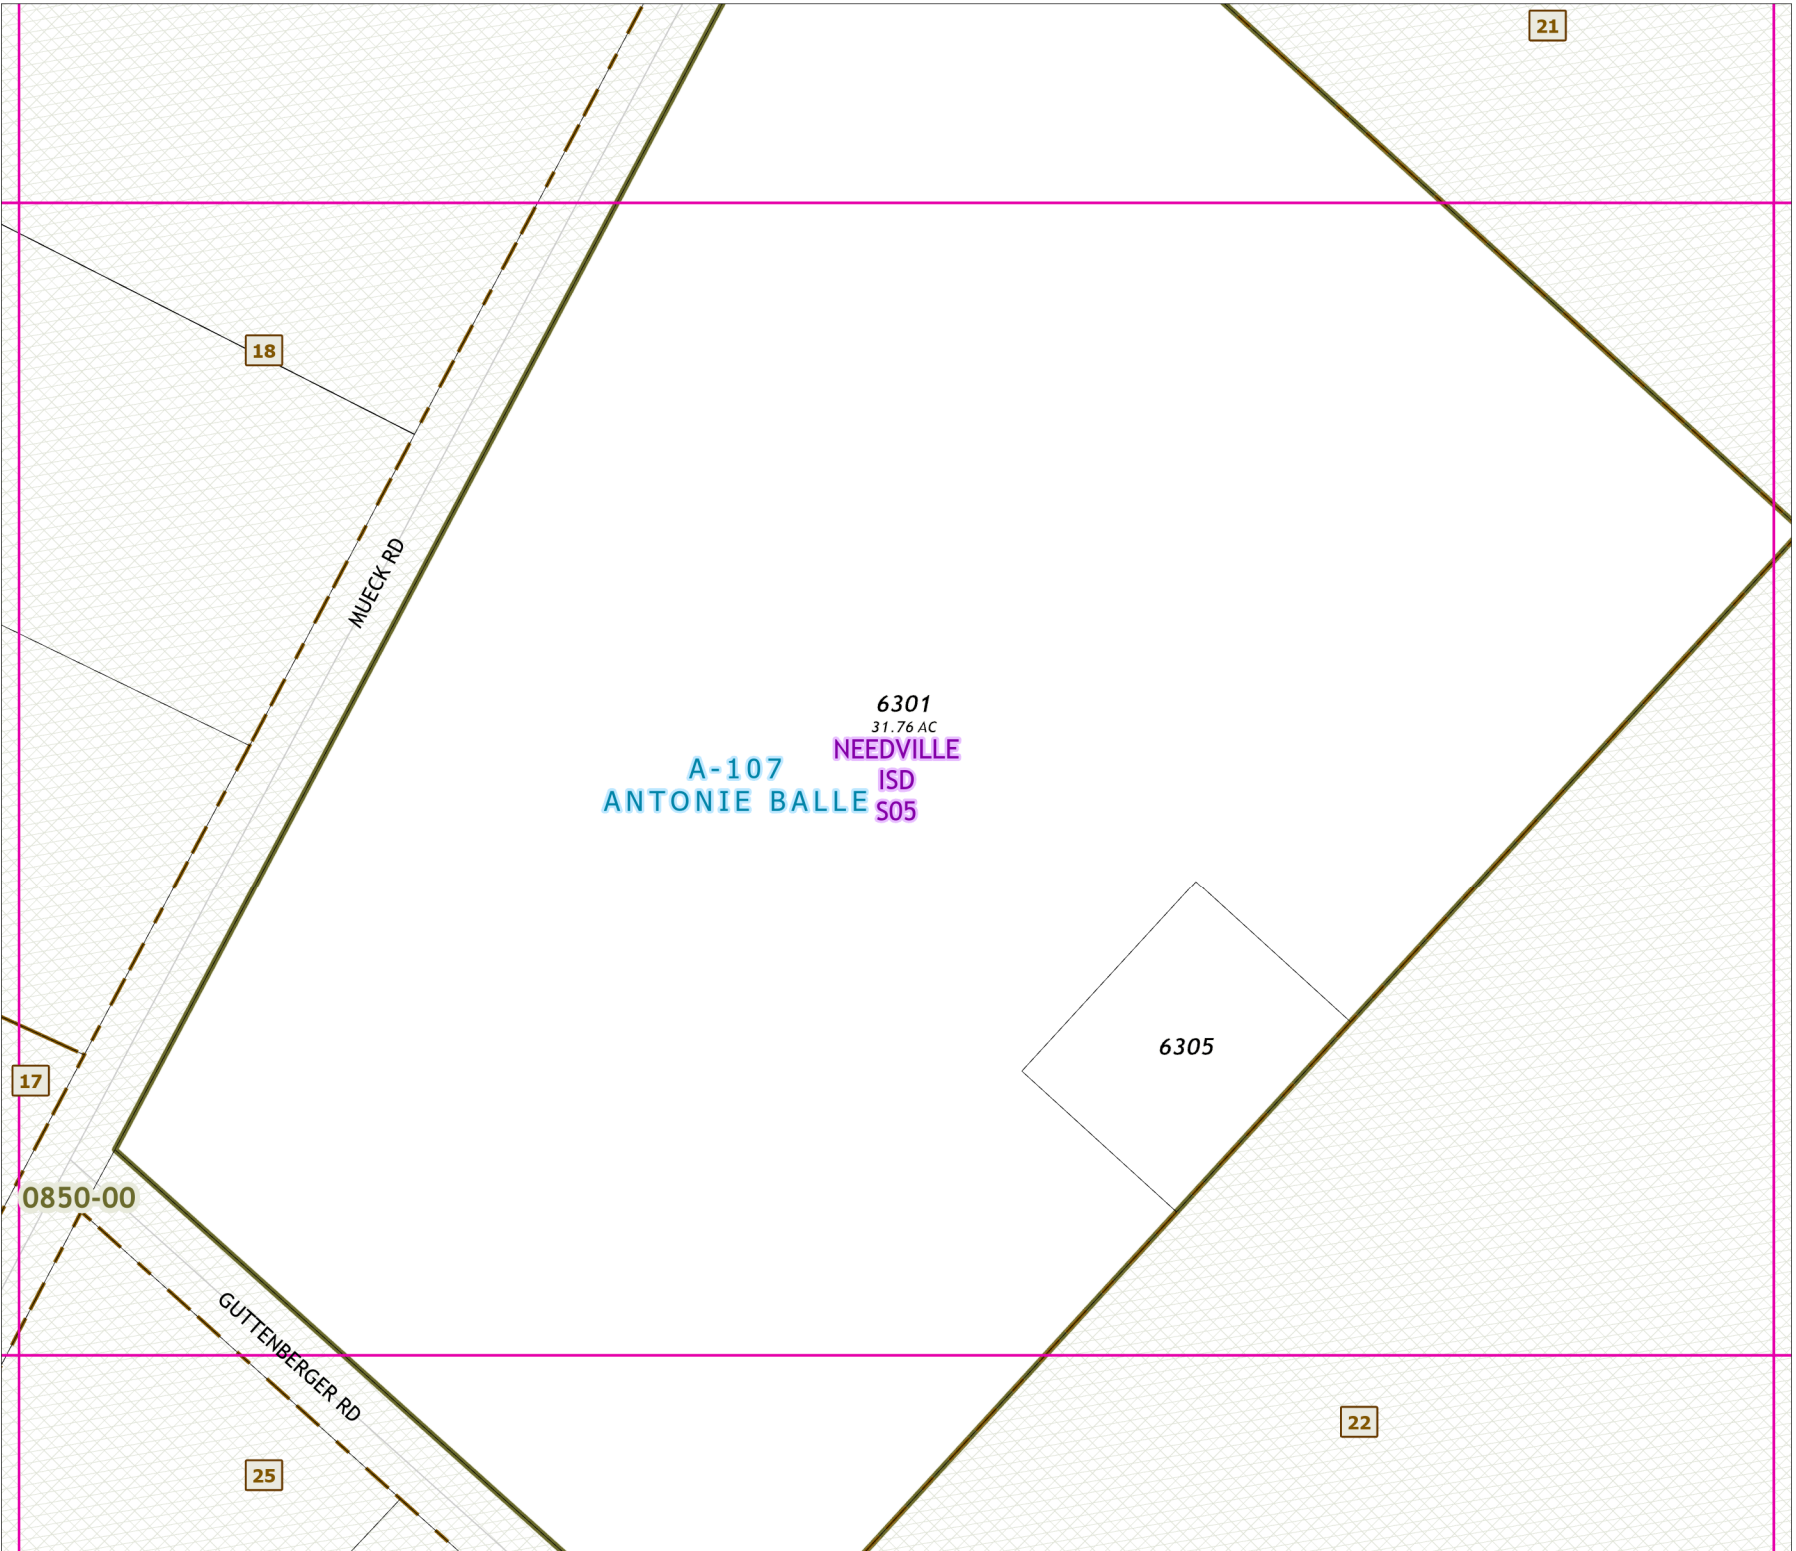 21
18
MUECK RD
6301
31.76 AC
NEEDVILLE
ISD
S05
A-107
ANTONIE BALLE
6305
17
0850-00
GUTTENBERGER RD
22
25